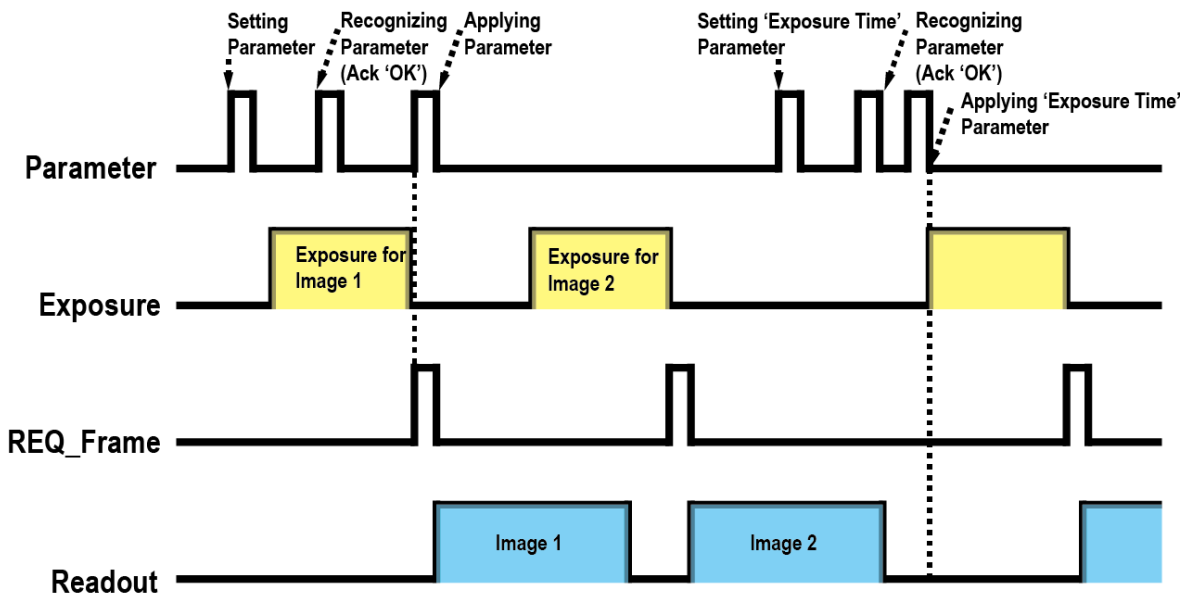 Setting
Parameter
Recognizing
Parameter
(Ack ‘OK’)
Applying
Parameter
Setting ‘Exposure Time’
Parameter
Recognizing
Parameter
(Ack ‘OK’)
Applying ‘Exposure Time’
Parameter
Parameter
Exposure for
Image 1
Exposure for
Image 2
Exposure
REQ_Frame
Image 1
Image 2
Readout